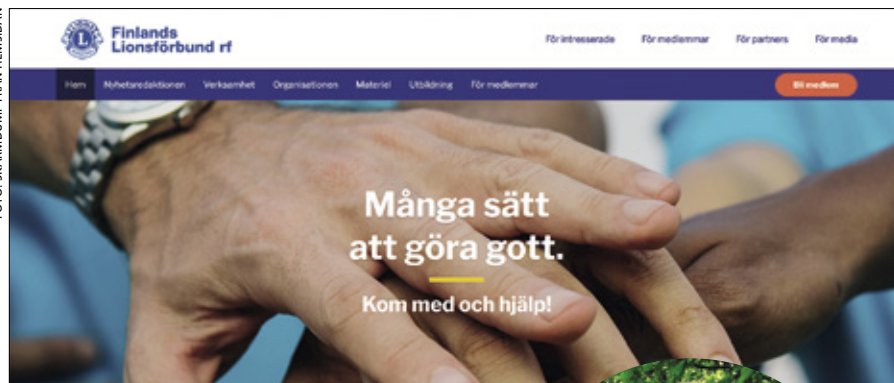 Finlands
Lionsförbund rf
För intresserade För medlemmar För partners För media
Hem Nyhetsredaktionen Verksamhet Organisationen Materiel Utbildning För medlemmar Bli medlem
Många sätt
att göra gott.
Kom med och hjälp!